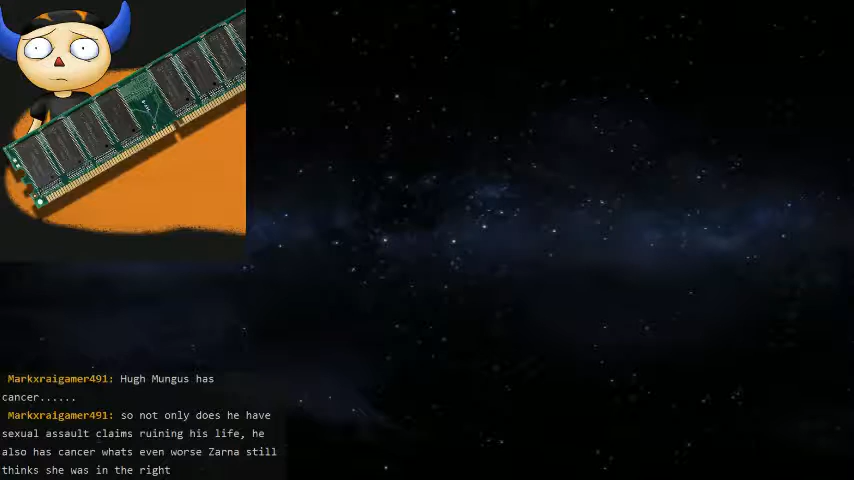 Markxraigamer491: Hugh Mungus has
cancer......
Markxraigamer491: so not only does he have
sexual assault claims ruining his life, he
also has cancer whats even worse Zarna still
thinks she was in the right